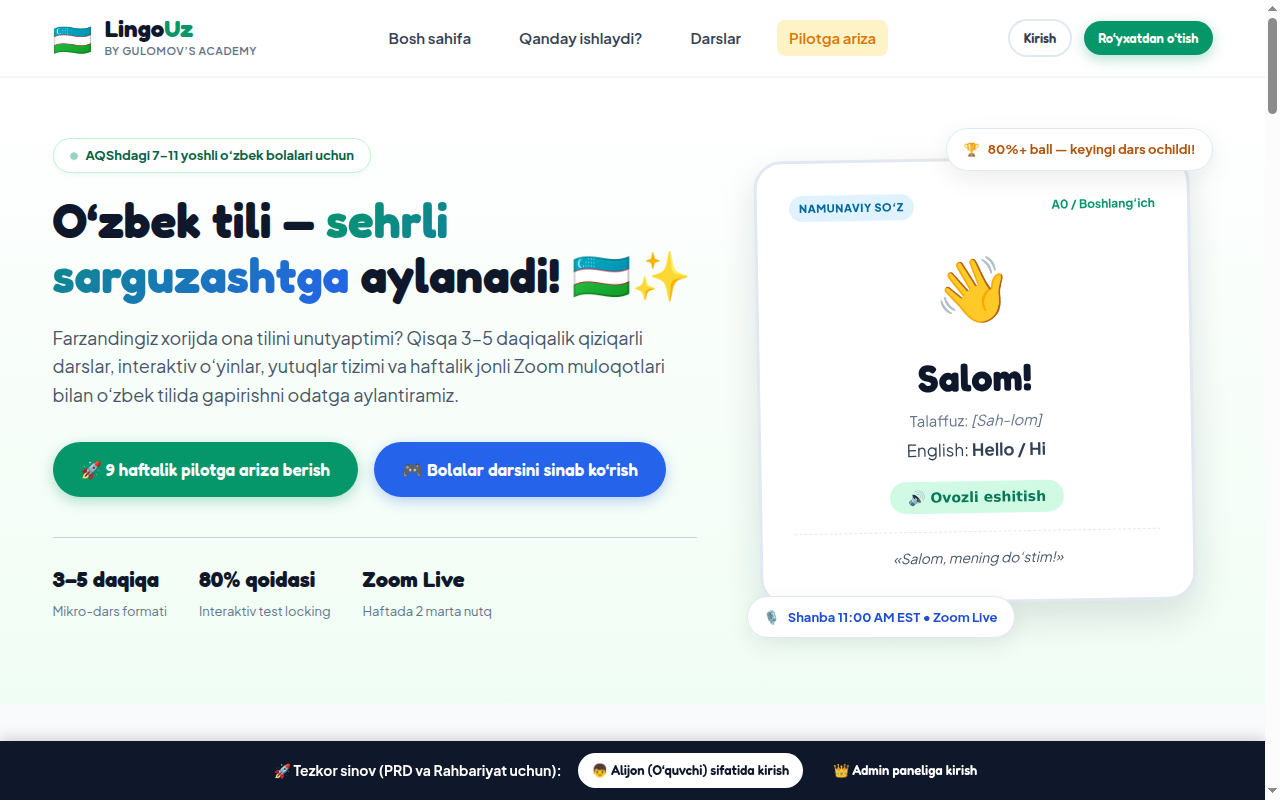 LingoUz
BY GULOMOV'S ACADEMY
Bosh sahifa
Qanday ishlaydi?
Darslar
Pilotga ariza
Kirish
Ro‘yxatdan o‘tish
AQShdagi 7–11 yoshli o‘zbek bolalari uchun
O‘zbek tili — sehrli
sarguzashtga aylanadi! 🇺🇿✨
Farzandingiz xorijda ona tilini unutyaptimi? Qisqa 3–5 daqiqalik qiziqarli
darslar, interaktiv o‘yinlar, yutuqlar tizimi va haftalik jonli Zoom muloqotlari
bilan o‘zbek tilida gapirishni odatga aylantiramiz.
🚀 9 haftalik pilotga ariza berish
🎮 Bolalar darsini sinab ko‘rish
3–5 daqiqa
Mikro-dars formati
80% qoidasi
Interaktiv test locking
Zoom Live
Haftada 2 marta nutq
🏆 80%+ ball — keyingi dars ochildi!
NAMUNAVIY SO‘Z
A0 / Boshlang‘ich
👋
Salom!
Talaffuz: [Sah-lom]
English: Hello / Hi
🔊 Ovozli eshitish
«Salom, mening do‘stim!»
🎙️ Shanba 11:00 AM EST • Zoom Live
🚀 Tezkor sinov (PRD va Rahbariyat uchun):
👦 Alijon (O‘quvchi) sifatida kirish
👑 Admin paneliga kirish